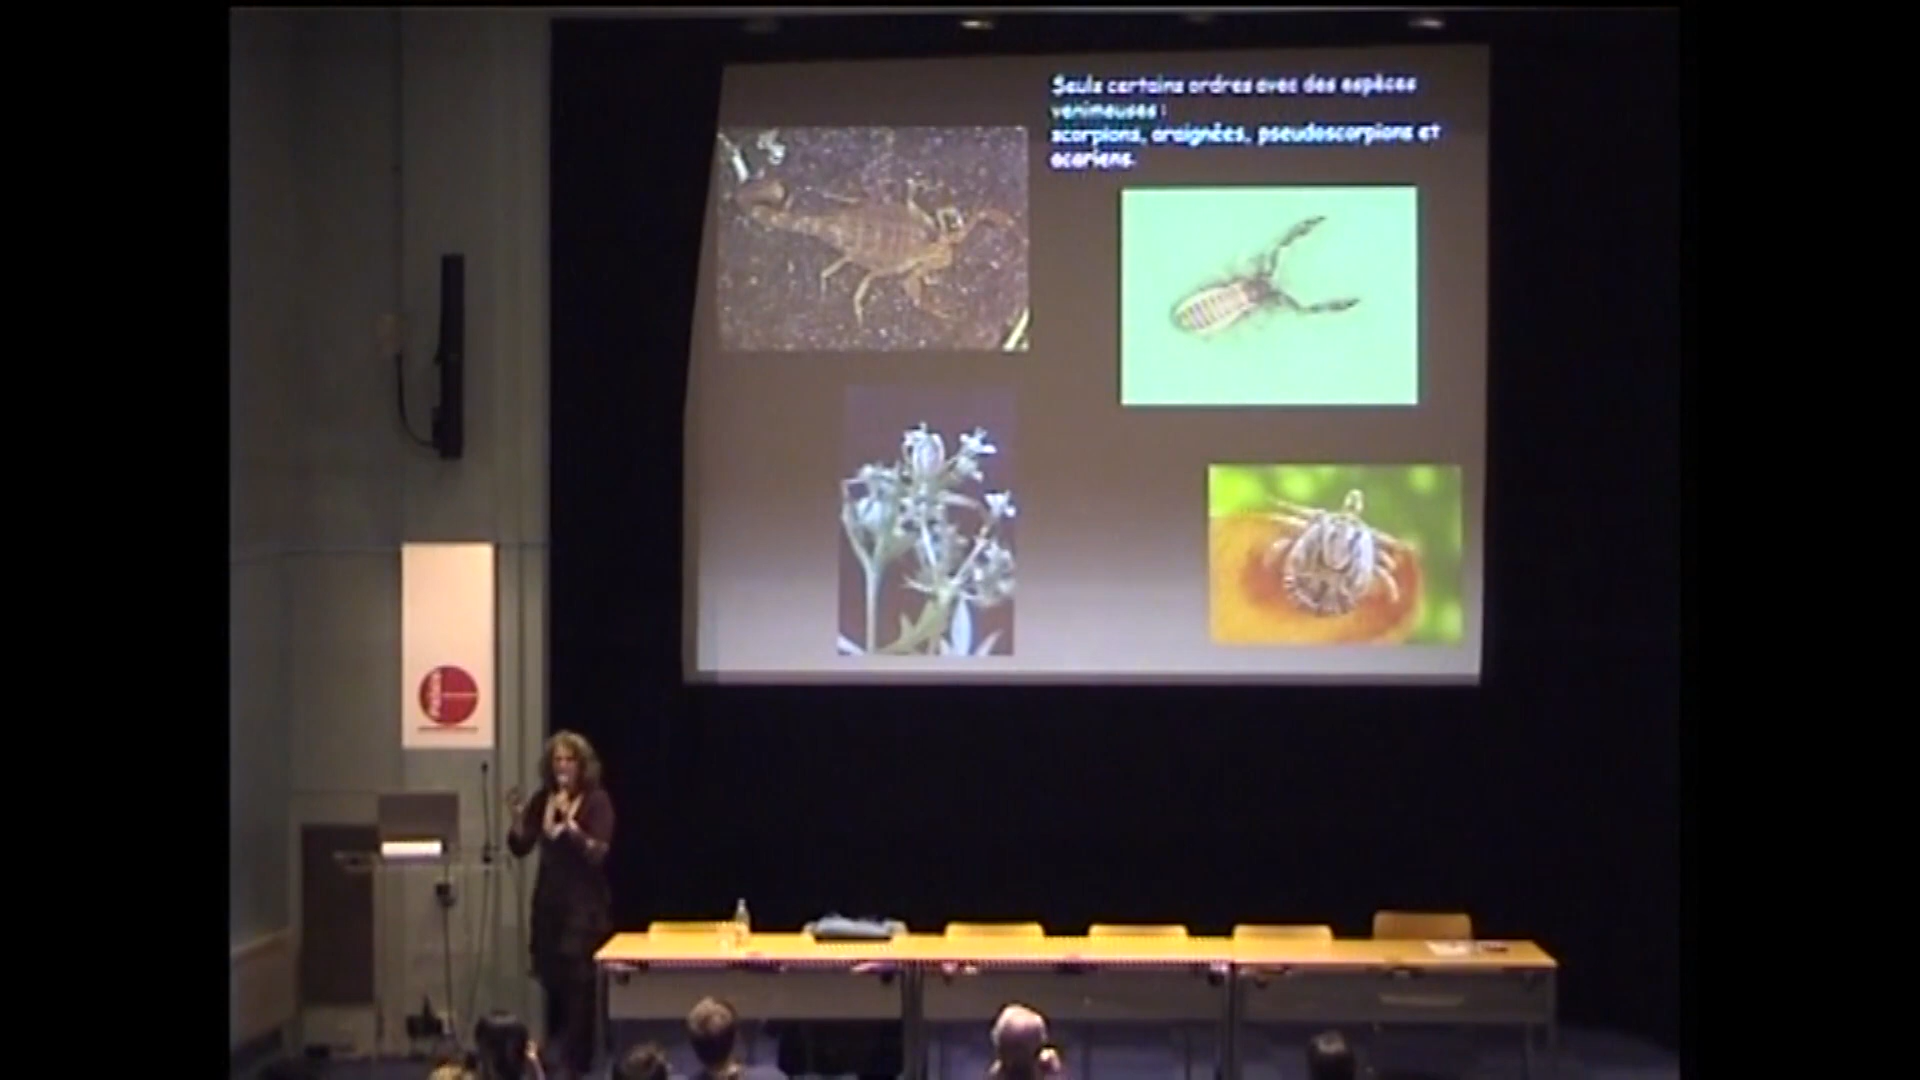 Seuls certains ordres avec des espèces
venimeuses :
scorpions, araignées, pseudoscorpions et
acariens.